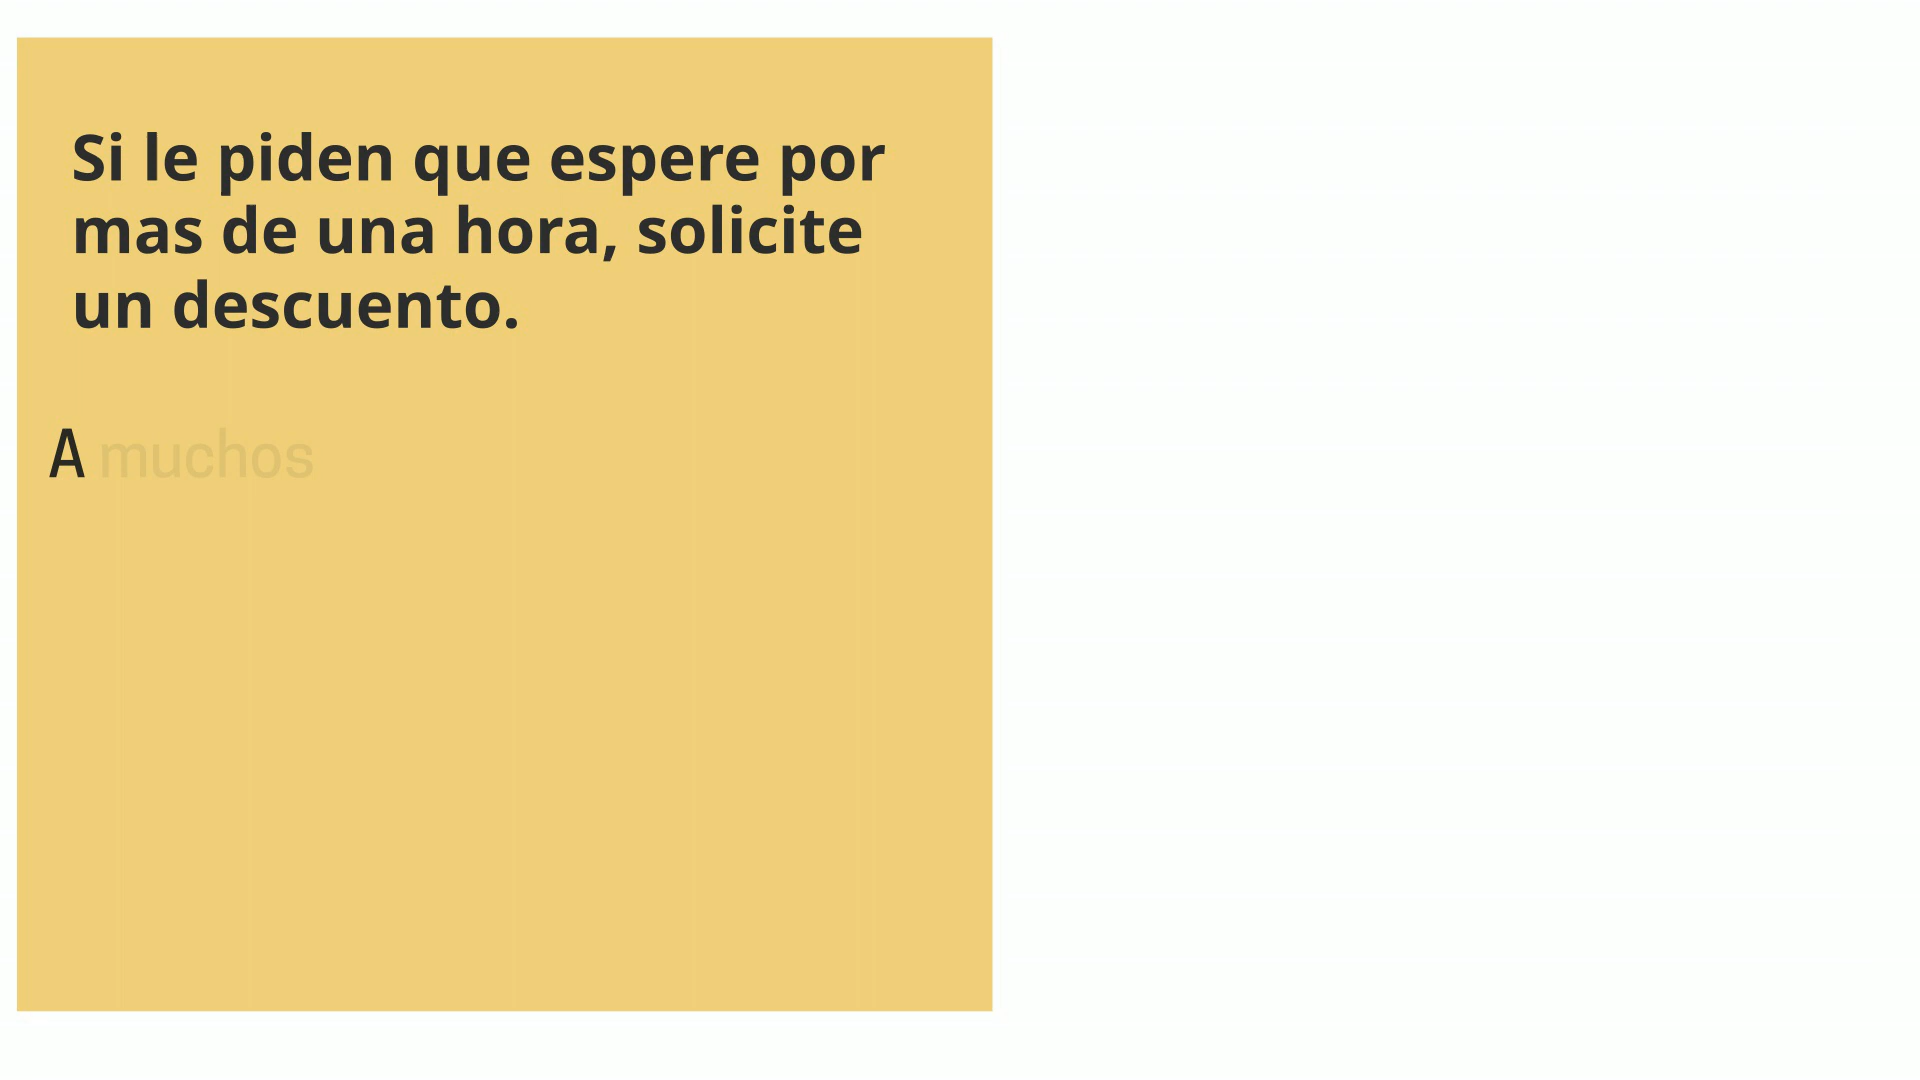 Si le piden que espere por
mas de una hora, solicite
un descuento.
A muchos